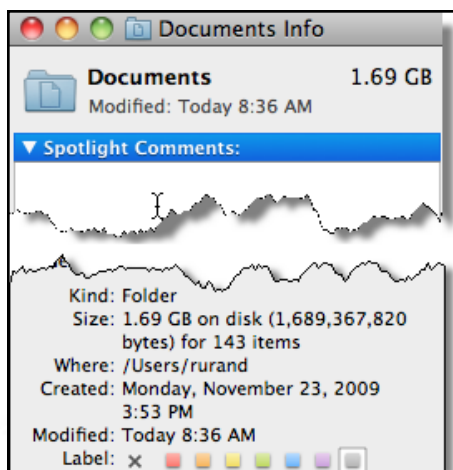 Documents Info
Documents 1.69 GB
Modified: Today 8:36 AM
▼ Spotlight Comments:
Kind: Folder
Size: 1.69 GB on disk (1,689,367,820
bytes) for 143 items
Where: /Users/rurand
Created: Monday, November 23, 2009
3:53 PM
Modified: Today 8:36 AM
Label: ×